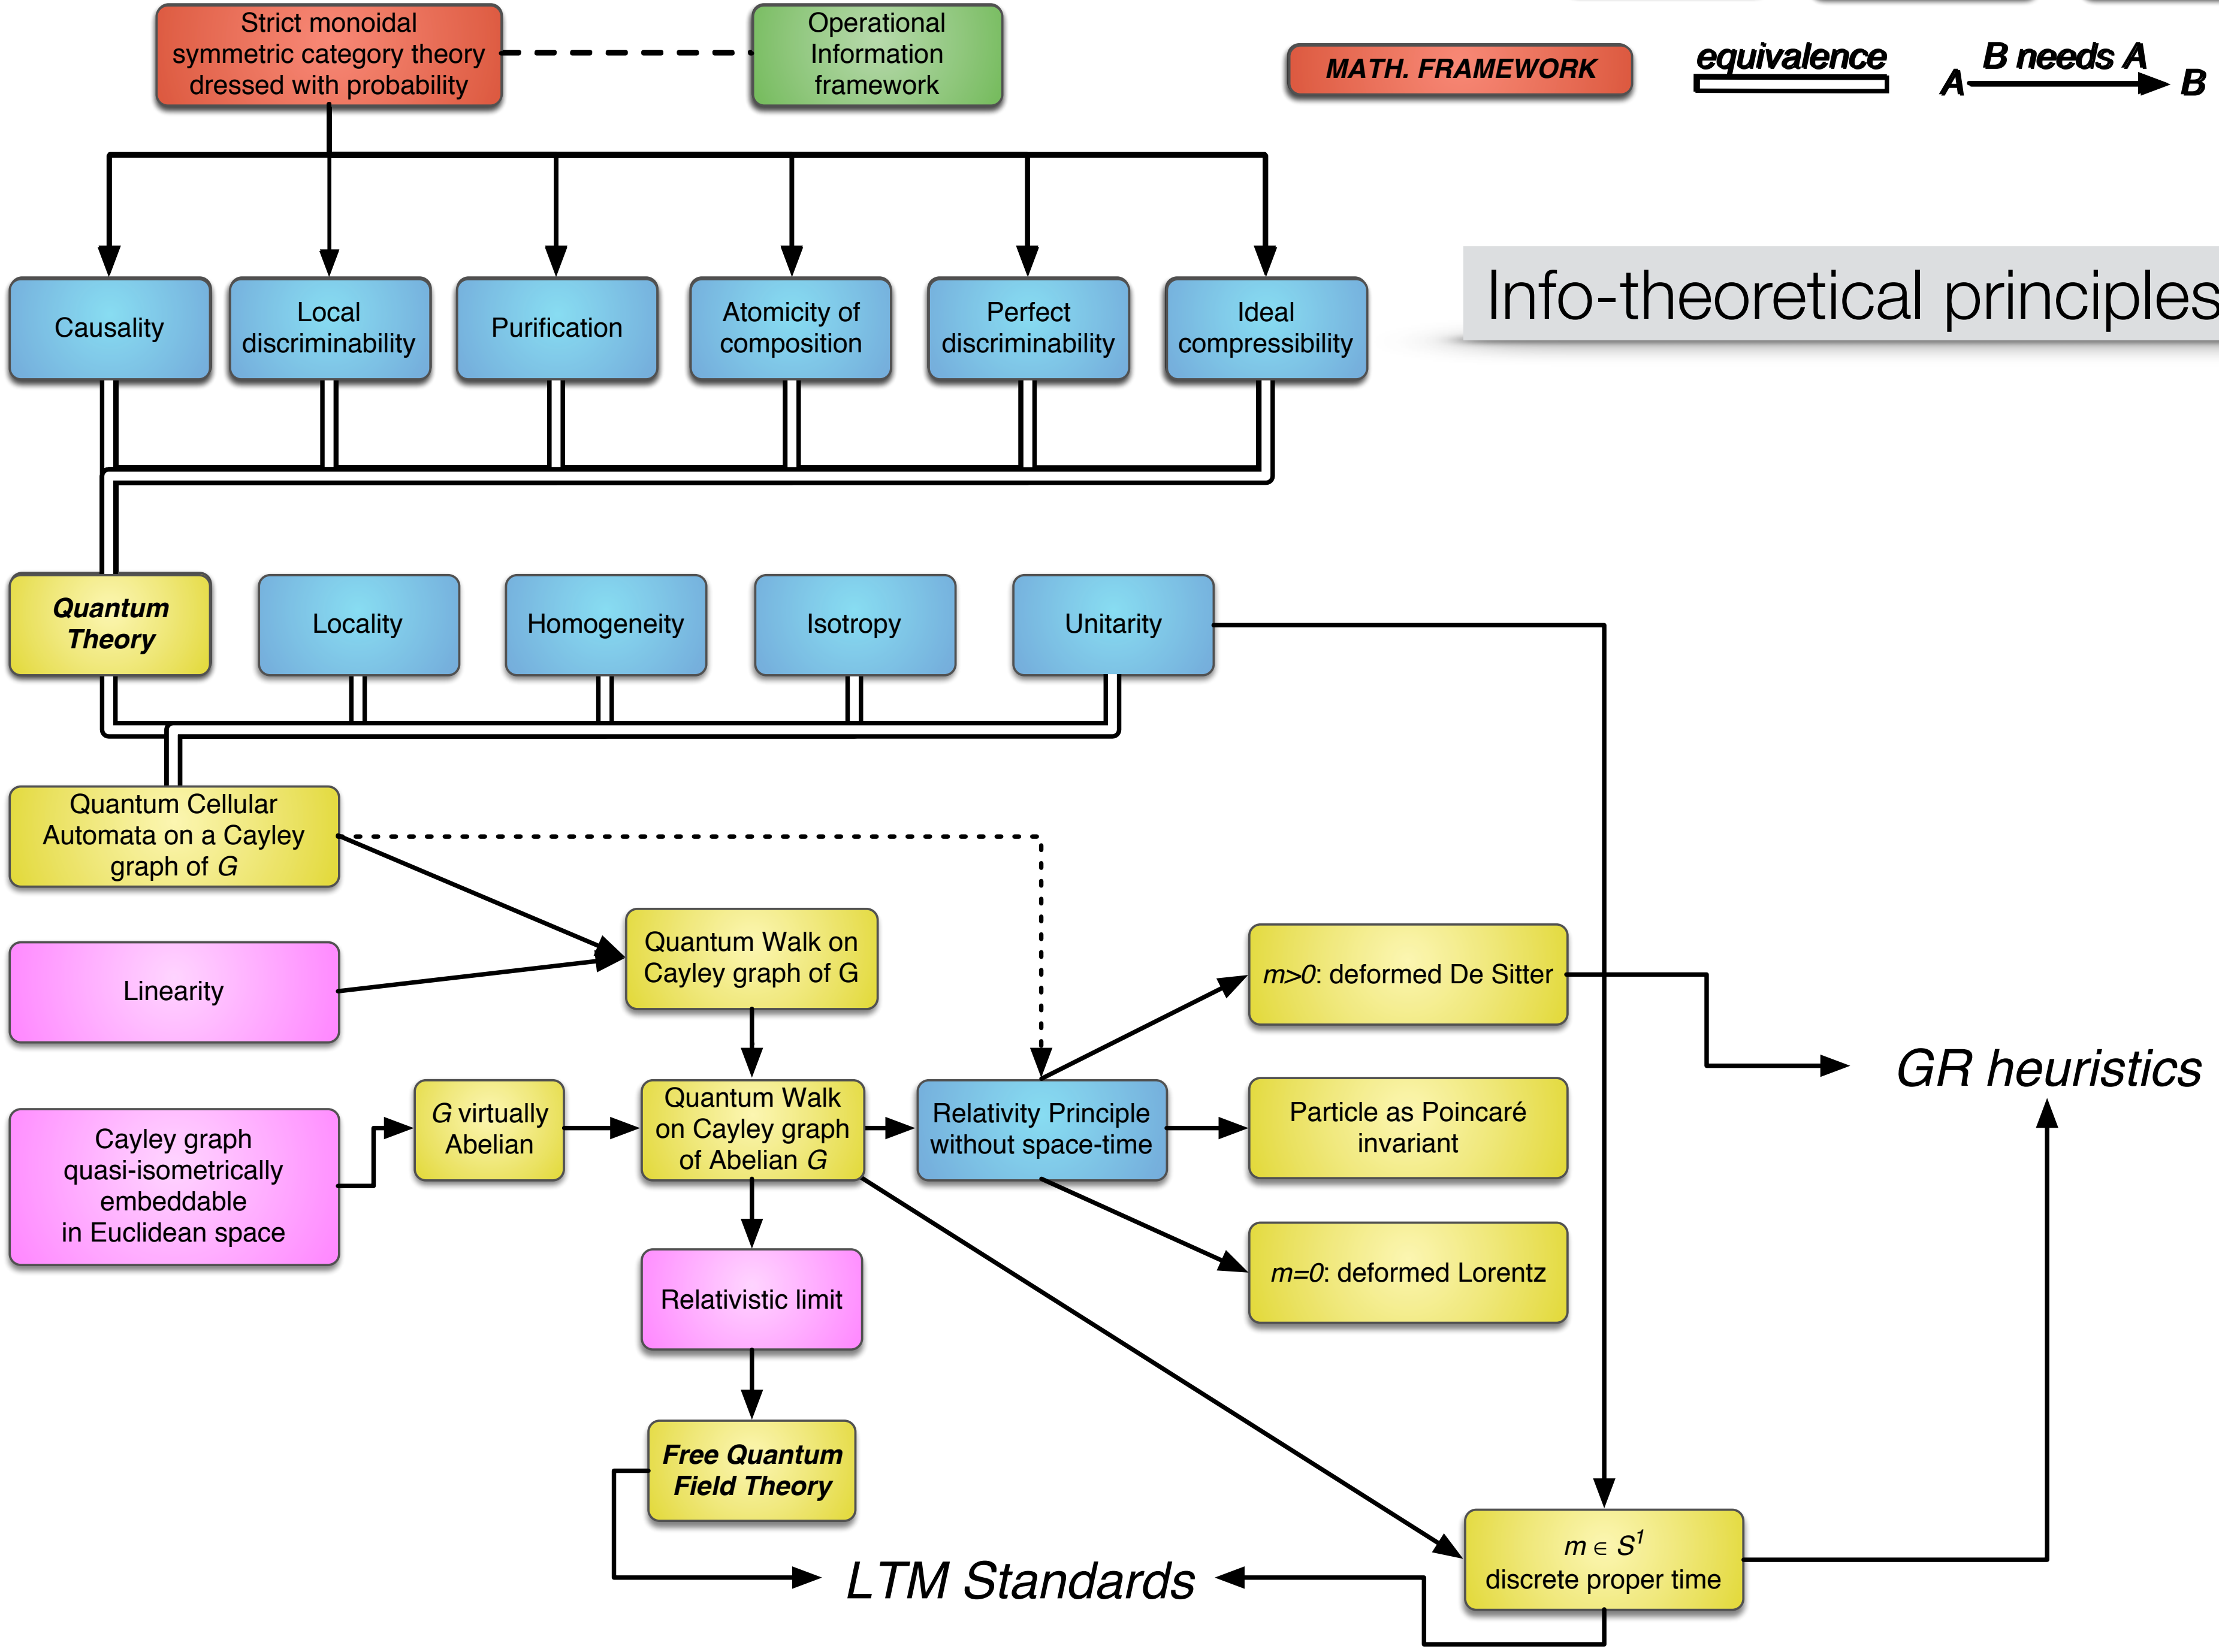 Strict monoidal
symmetric category theory
dressed with probability
Operational
Information
framework
MATH. FRAMEWORK
equivalence
B needs A
A
B
Causality
Local
discriminability
Purification
Atomicity of
composition
Perfect
discriminability
Ideal
compressibility
Info-theoretical principles
Quantum
Theory
Locality
Homogeneity
Isotropy
Unitarity
Quantum Cellular
Automata on a Cayley
graph of G
Linearity
Quantum Walk on
Cayley graph of G
m>0: deformed De Sitter
GR heuristics
Cayley graph
quasi-isometrically
embeddable
in Euclidean space
G virtually
Abelian
Quantum Walk
on Cayley graph
of Abelian G
Relativity Principle
without space-time
Particle as Poincaré
invariant
m=0: deformed Lorentz
Relativistic limit
Free Quantum
Field Theory
LTM Standards
m ∈ S¹
discrete proper time